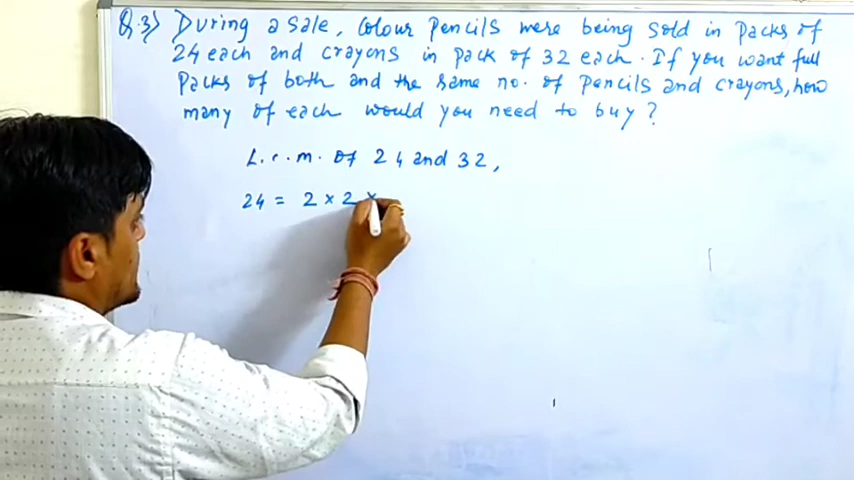 Q.3) During a sale, colour pencils were being sold in packs of
24 each and crayons in pack of 32 each. If you want full
packs of both and the same no. of pencils and crayons, how
many of each would you need to buy?
L.c.m. of 24 and 32,
24 = 2 × 2 ×